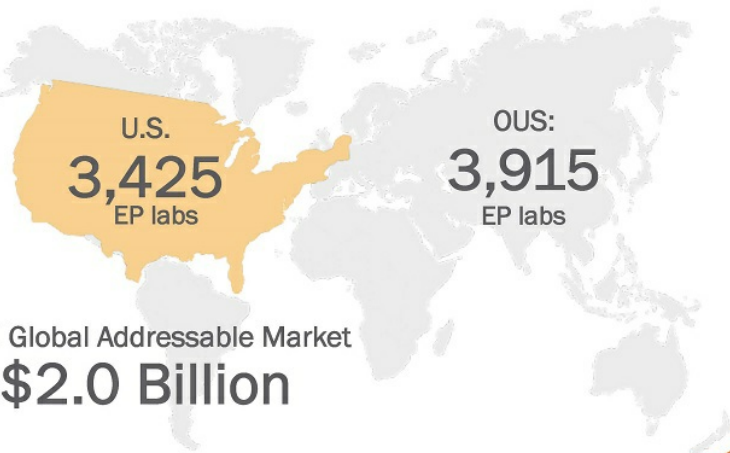 U.S.
3,425
EP labs
OUS:
3,915
EP labs
Global Addressable Market
$2.0 Billion